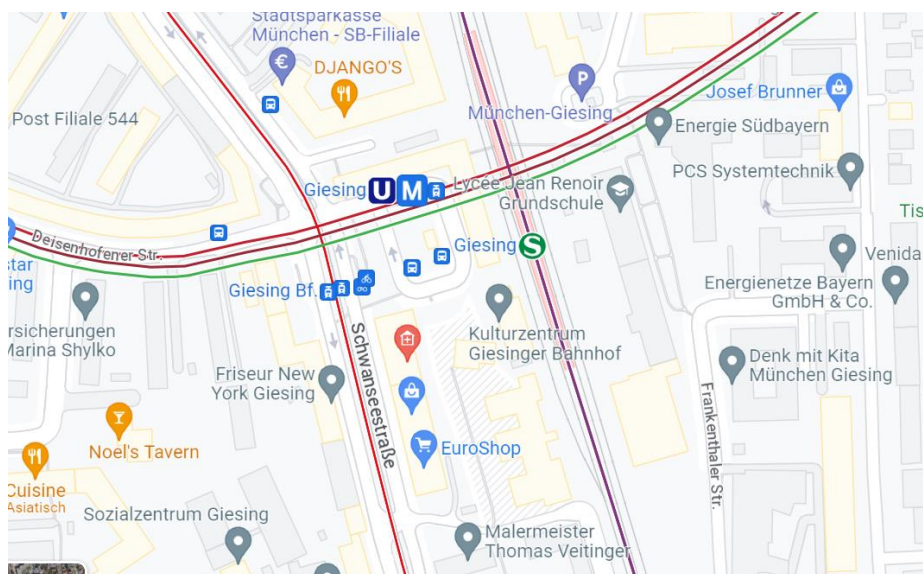 Stadtsparkasse
München - SB-Filiale
DJANGO'S
P
München-Giesing
Josef Brunner
Post Filiale 544
Energie Südbayern
PCS Systemtechnik
Giesing U M
Lycée Jean Renoir
Grundschule
Tis
Deisenhofener Str.
Giesing S
Venida
star
ing
Giesing Bf.
Energienetze Bayern
GmbH & Co.
ersicherungen
Marina Shylko
Kulturzentrum
Giesinger Bahnhof
Schwanseestraße
Denk mit Kita
München Giesing
Friseur New
York Giesing
Frankenthaler Str.
Noel's Tavern
EuroShop
Cuisine
Asiatisch
Sozialzentrum Giesing
Malermeister
Thomas Veitinger